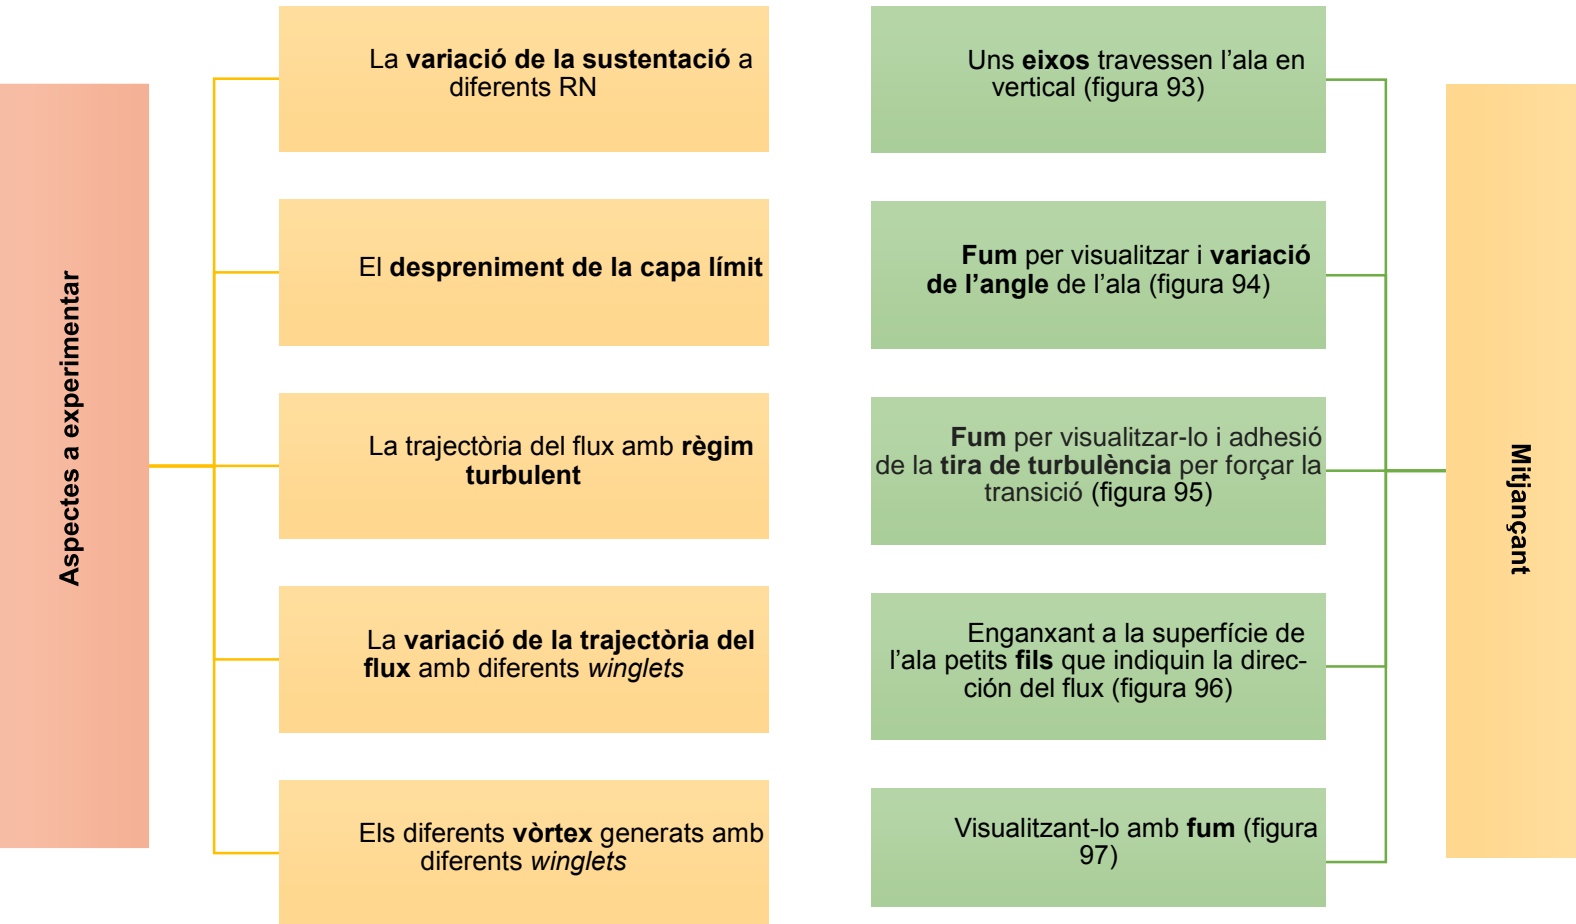 Aspectes a experimentar
La variació de la sustentació a
diferents RN
El despreniment de la capa límit
La trajectòria del flux amb règim
turbulent
La variació de la trajectòria del
flux amb diferents winglets
Els diferents vòrtex generats amb
diferents winglets
Uns eixos travessen l’ala en
vertical (figura 93)
Fum per visualitzar i variació
de l’angle de l’ala (figura 94)
Fum per visualitzar-lo i adhesió
de la tira de turbulència per forçar la
transició (figura 95)
Enganxant a la superfície de
l’ala petits fils que indiquin la direc-
ción del flux (figura 96)
Visualitzant-lo amb fum (figura
97)
Mitjançant